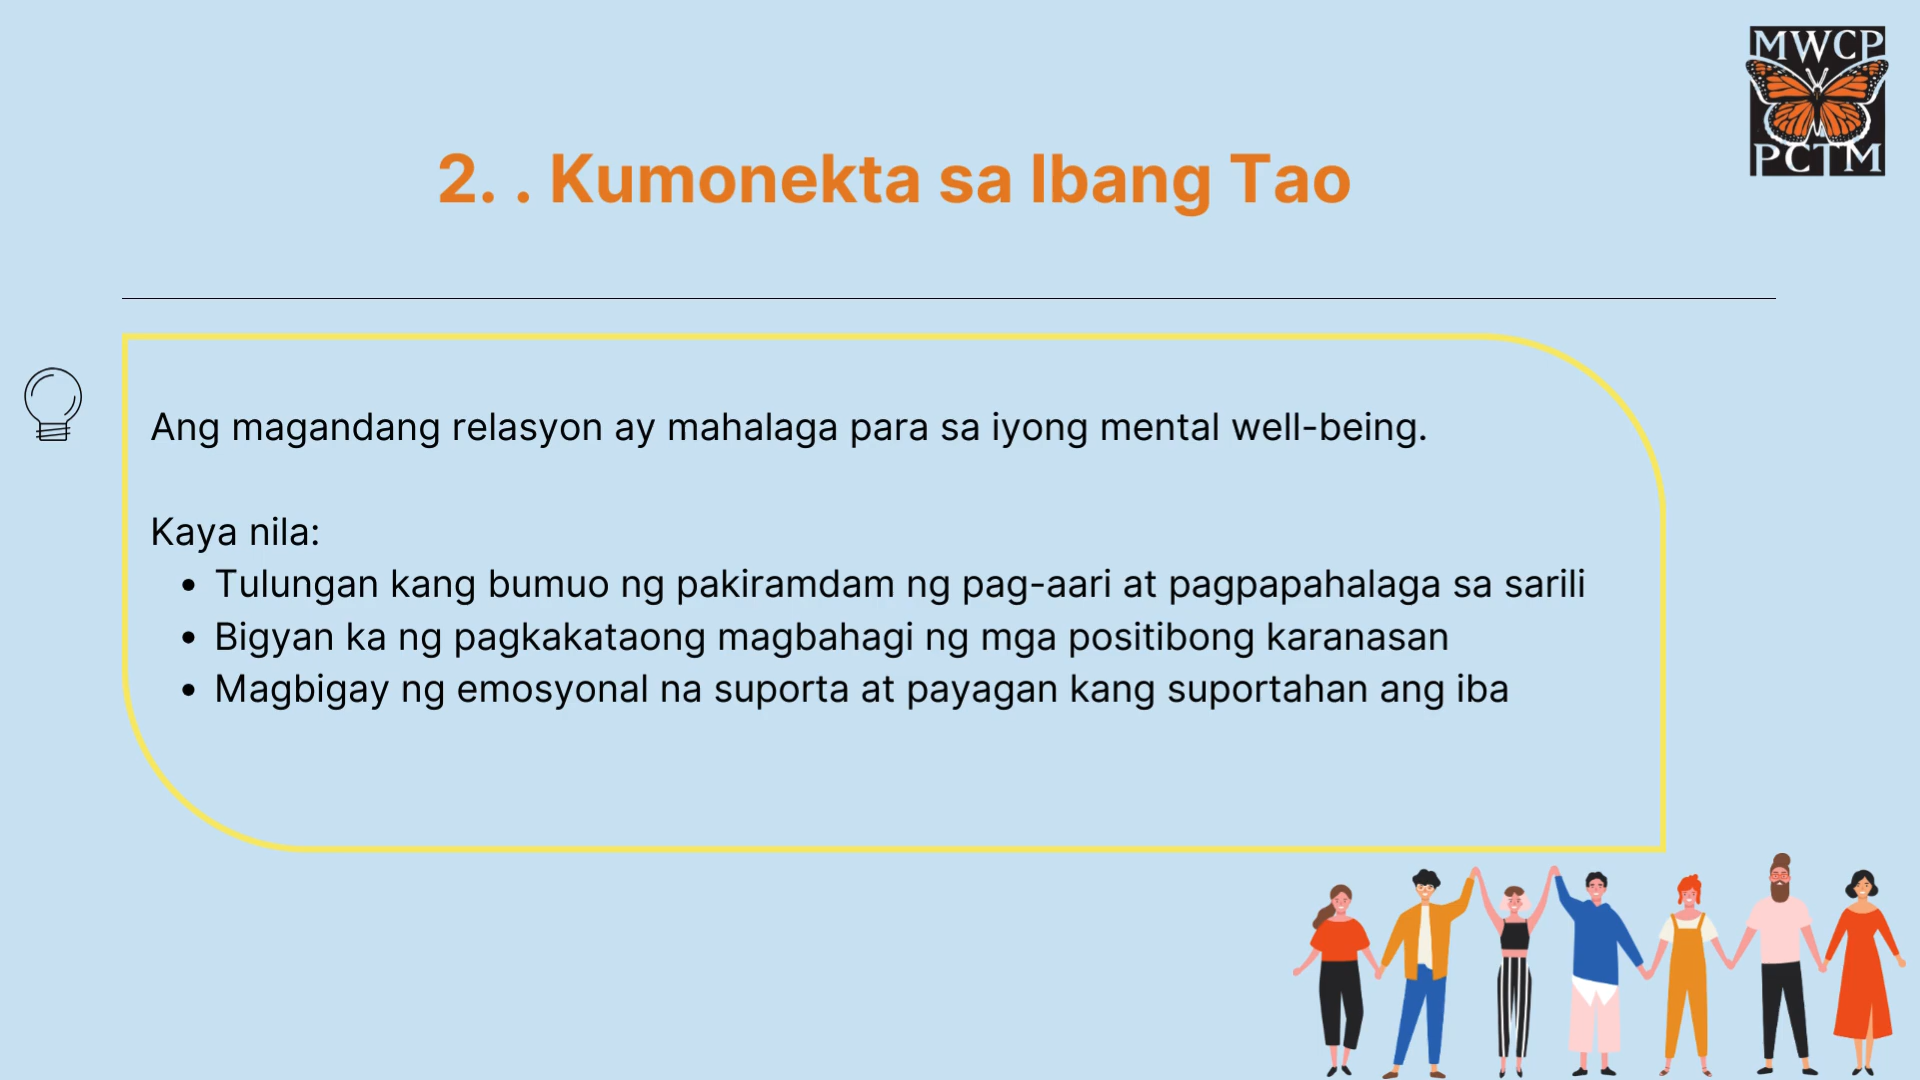 MWCP
PCTM
2. . Kumonekta sa Ibang Tao
Ang magandang relasyon ay mahalaga para sa iyong mental well-being.
Kaya nila:
• Tulungan kang bumuo ng pakiramdam ng pag-aari at pagpapahalaga sa sarili
• Bigyan ka ng pagkakataong magbahagi ng mga positibong karanasan
• Magbigay ng emosyonal na suporta at payagan kang suportahan ang iba